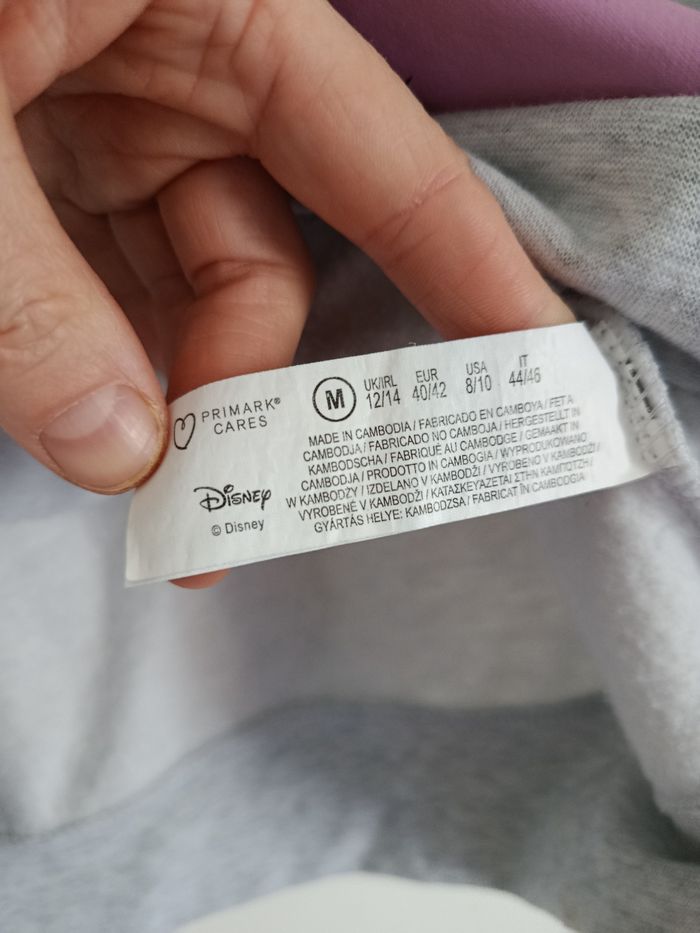 PRIMARK®
CARES
Disney
© Disney
M
UK/IRL EUR USA IT
12/14 40/42 8/10 44/46
MADE IN CAMBODIA / FABRICADO EN CAMBOYA / FET A
CAMBODJA / FABRICADO NO CAMBOJA / HERGESTELLT IN
KAMBODSCHA / FABRIQUÉ AU CAMBODGE / GEMAAKT IN
CAMBODJA / PRODOTTO IN CAMBOGIA / WYPRODUKOWANO
W KAMBODŻY / IZDELANO V KAMBODŽI / VYROBENO V KAMBODŽI /
VYROBENÉ V KAMBODŽI / ΚΑΤΑΣΚΕΥΑΖΕΤΑΙ ΣΤΗΝ ΚΑΜΠΟΤΖΗ /
GYÁRTÁS HELYE: KAMBODZSA / FABRICAT ÎN CAMBODGIA